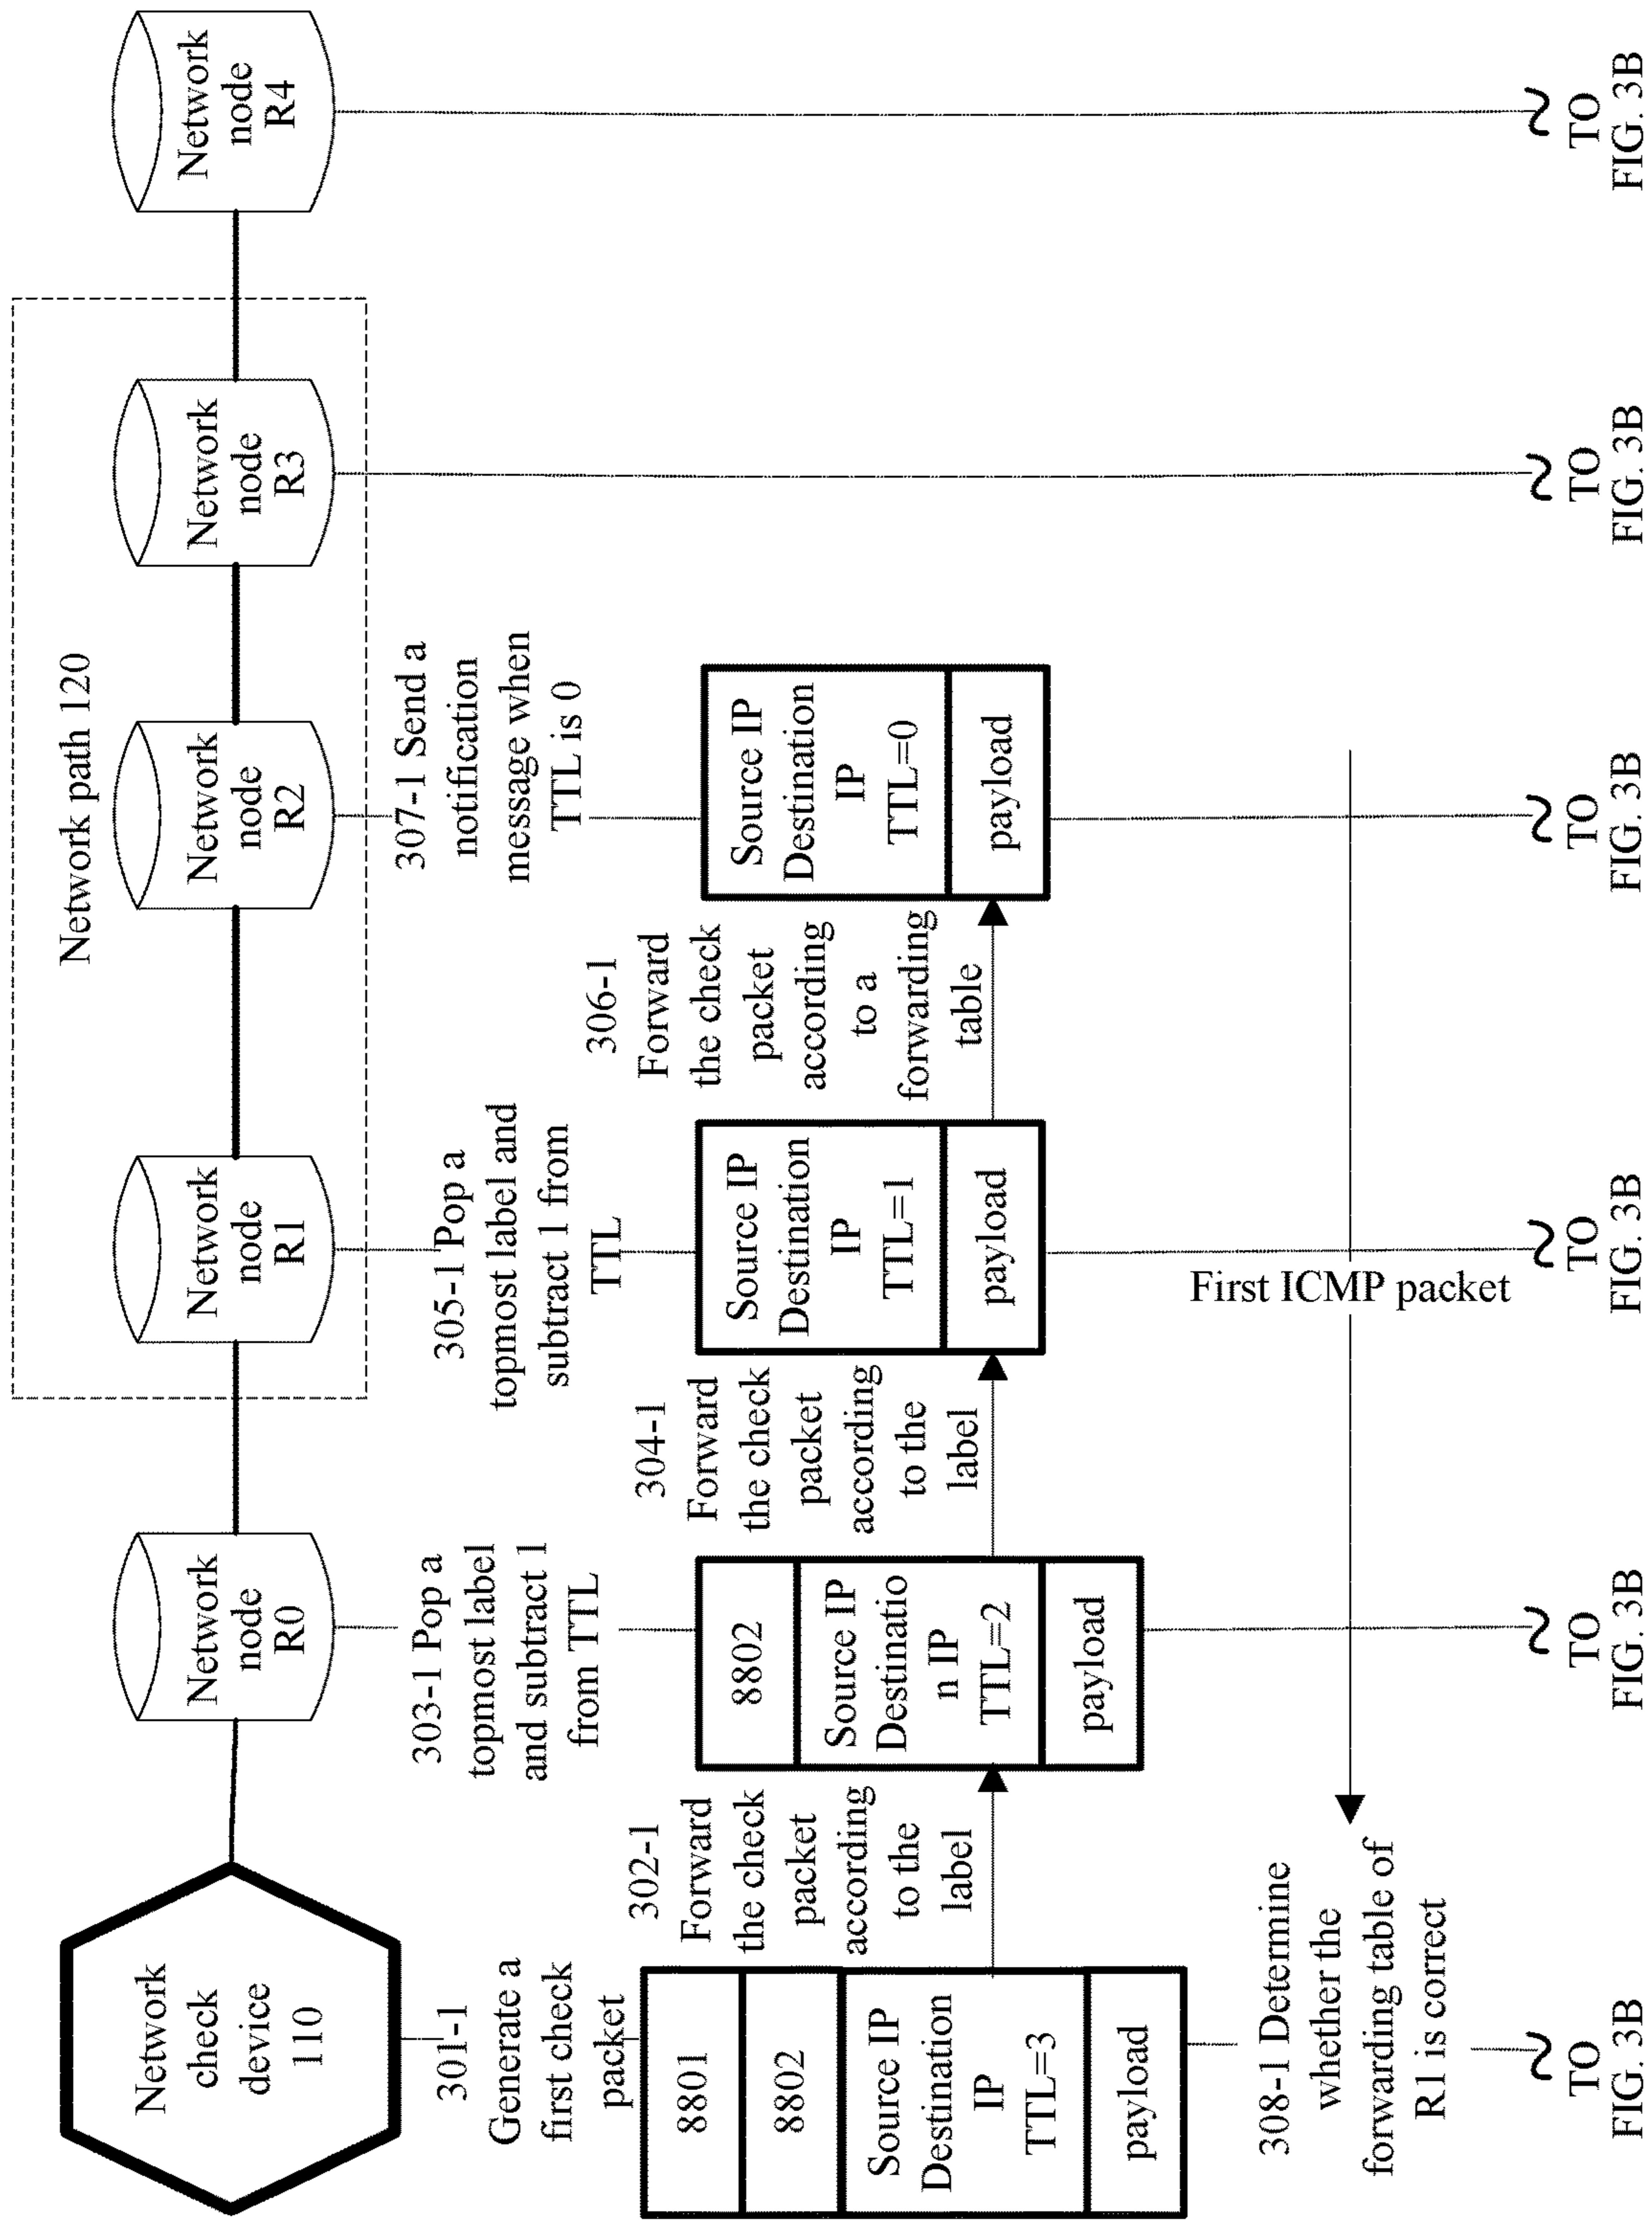 Network path 120
Network
check
device
110
Network
node
R0
Network
node
R1
Network
node
R2
Network
node
R3
Network
node
R4
301-1
Generate a
first check
packet
8801
8802
Source IP
Destination
IP
TTL=3
payload
302-1
Forward
the check
packet
according
to the
label
303-1 Pop a
topmost label
and subtract 1
from TTL
8802
Source IP
Destinatio
n IP
TTL=2
payload
304-1
Forward
the check
packet
according
to the
label
305-1 Pop a
topmost label and
subtract 1 from
TTL
Source IP
Destination
IP
TTL=1
payload
306-1
Forward
the check
packet
according
to a
forwarding
table
307-1 Send a
notification
message when
TTL is 0
Source IP
Destination
IP
TTL=0
payload
First ICMP packet
308-1 Determine
whether the
forwarding table of
R1 is correct
TO
FIG. 3B
TO
FIG. 3B
TO
FIG. 3B
TO
FIG. 3B
TO
FIG. 3B
TO
FIG. 3B